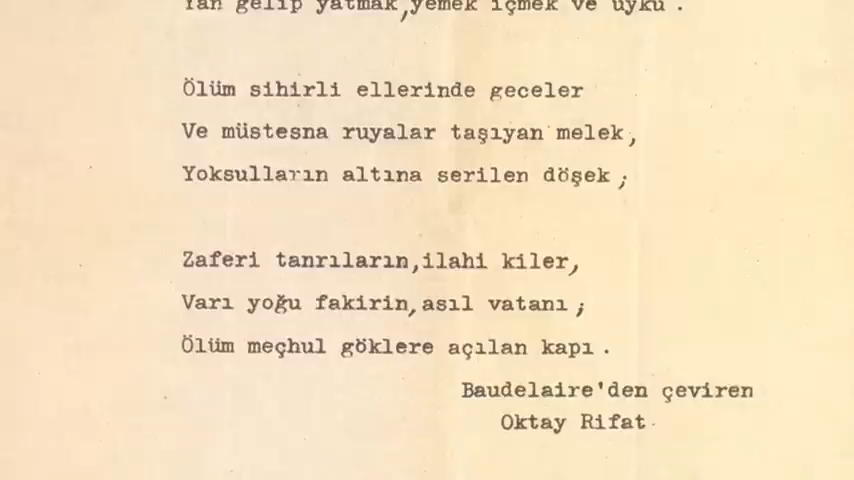 Yan gelip yatmak,yemek içmek ve uyku .
Ölüm sihirli ellerinde geceler
Ve müstesna ruyalar taşıyan melek,
Yoksulların altına serilen döşek ;
Zaferi tanrıların,ilahi kiler,
Varı yoğu fakirin,asıl vatanı ;
Ölüm meçhul göklere açılan kapı .
Baudelaire'den çeviren
Oktay Rifat